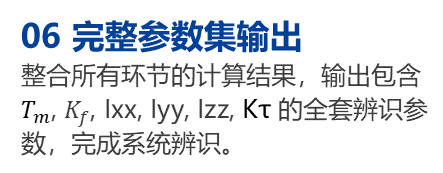 06 完整参数集输出
整合所有环节的计算结果，输出包含
Tₘ, K_f, Ixx, Iyy, Izz, Kτ 的全套辨识参
数，完成系统辨识。